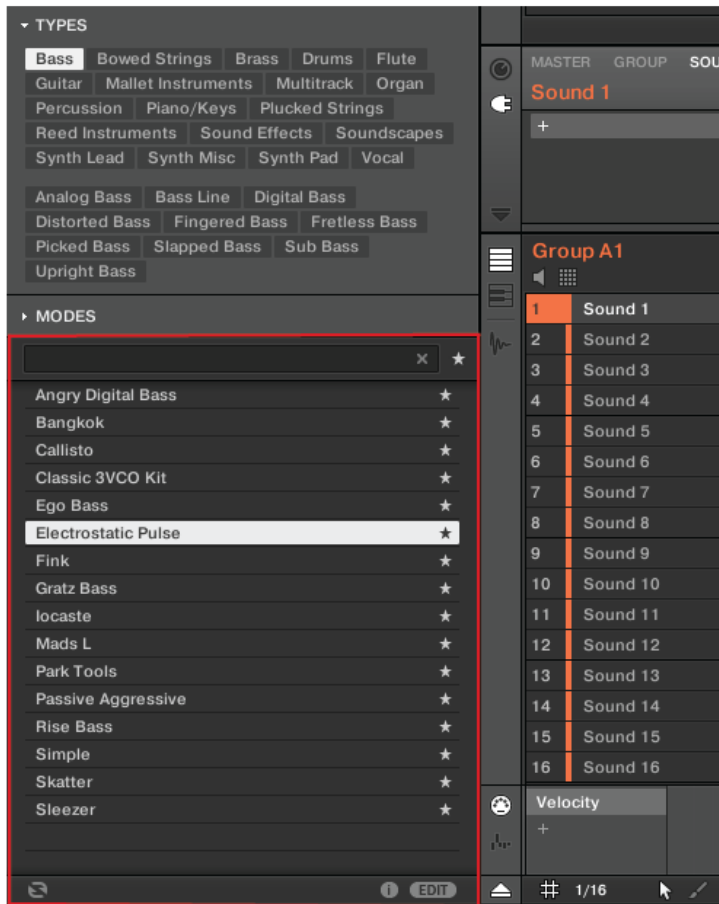 TYPES
Bass Bowed Strings Brass Drums Flute
Guitar Mallet Instruments Multitrack Organ
Percussion Piano/Keys Plucked Strings
Reed Instruments Sound Effects Soundscapes
Synth Lead Synth Misc Synth Pad Vocal
Analog Bass Bass Line Digital Bass
Distorted Bass Fingered Bass Fretless Bass
Picked Bass Slapped Bass Sub Bass
Upright Bass
MODES
Angry Digital Bass
Bangkok
Callisto
Classic 3VCO Kit
Ego Bass
Electrostatic Pulse
Fink
Gratz Bass
Iocaste
Mads L
Park Tools
Passive Aggressive
Rise Bass
Simple
Skatter
Sleezer
EDIT
MASTER GROUP SOU
Sound 1
+
Group A1
1 Sound 1
2 Sound 2
3 Sound 3
4 Sound 4
5 Sound 5
6 Sound 6
7 Sound 7
8 Sound 8
9 Sound 9
10 Sound 10
11 Sound 11
12 Sound 12
13 Sound 13
14 Sound 14
15 Sound 15
16 Sound 16
Velocity
+
1/16